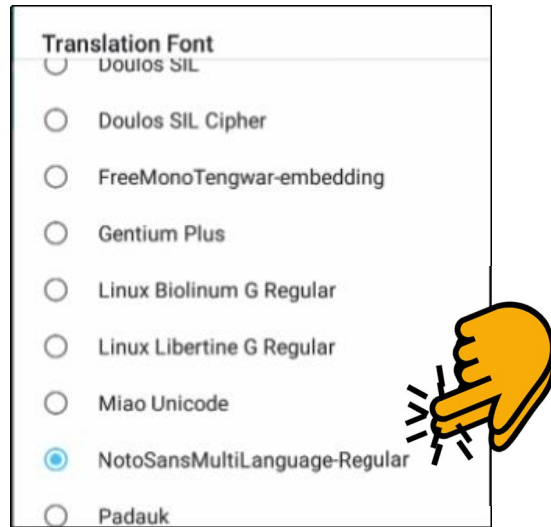 Translation Font
Doulos SIL
Doulos SIL Cipher
FreeMonoTengwar-embedding
Gentium Plus
Linux Biolinum G Regular
Linux Libertine G Regular
Miao Unicode
NotoSansMultiLanguage-Regular
Padauk